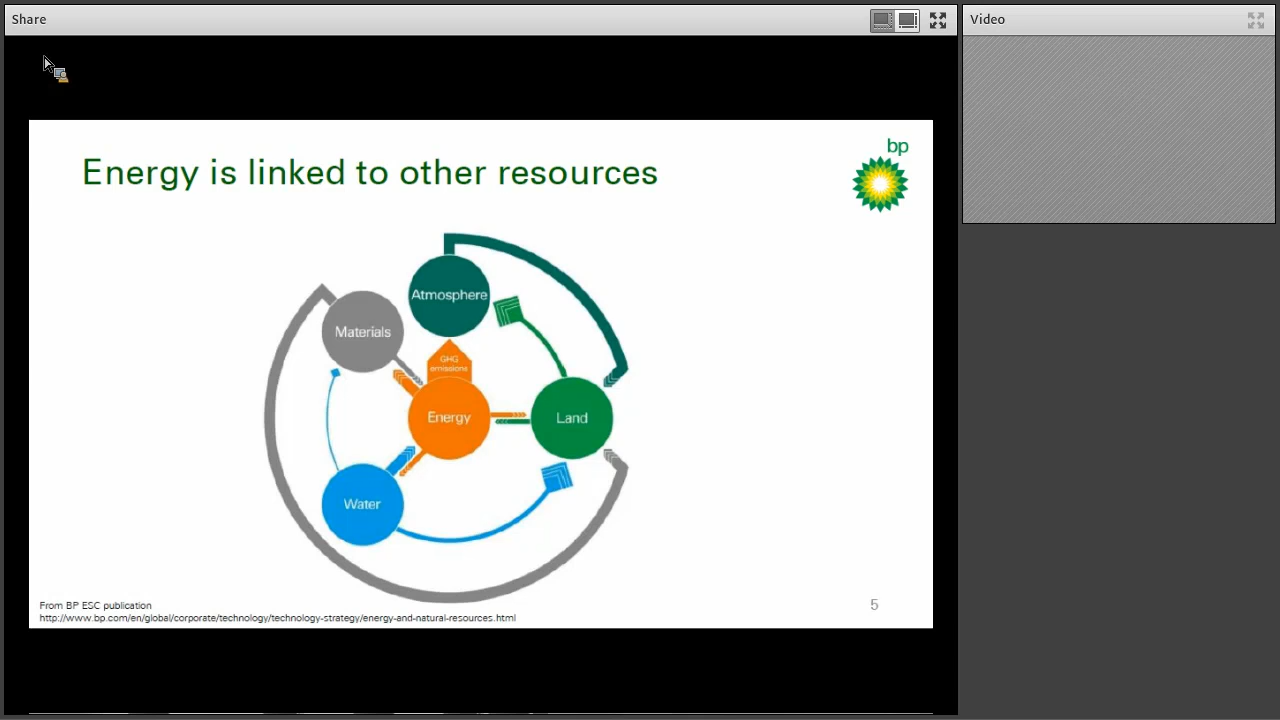 Share
Video
bp
Energy is linked to other resources
Atmosphere
Materials
GHG
emissions
Energy
Land
Water
From BP ESC publication
http://www.bp.com/en/global/corporate/technology/technology-strategy/energy-and-natural-resources.html
5